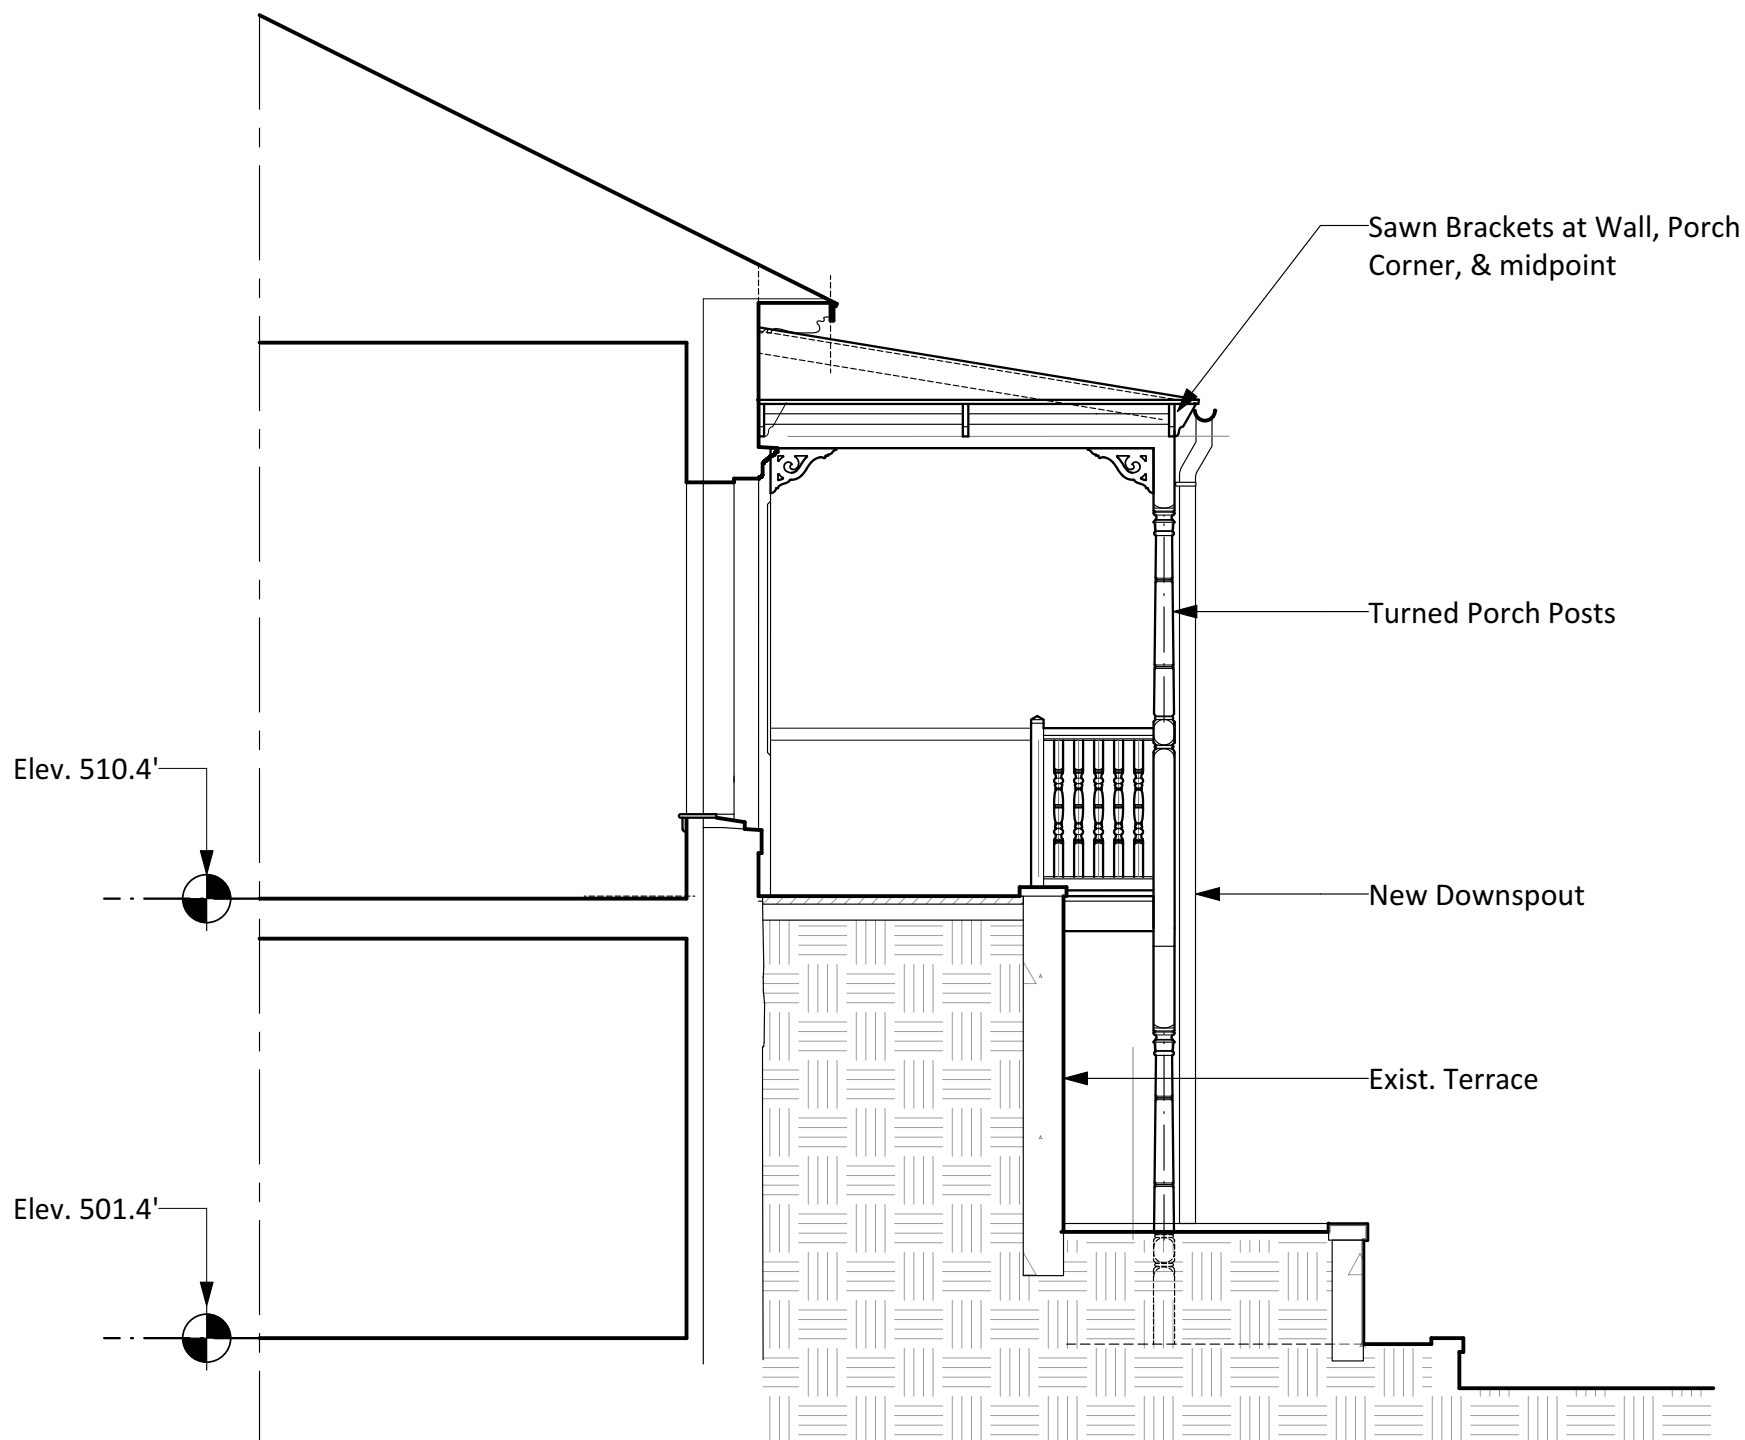 Sawn Brackets at Wall, Porch
Corner, & midpoint
Turned Porch Posts
Elev. 510.4'
New Downspout
Exist. Terrace
Elev. 501.4'